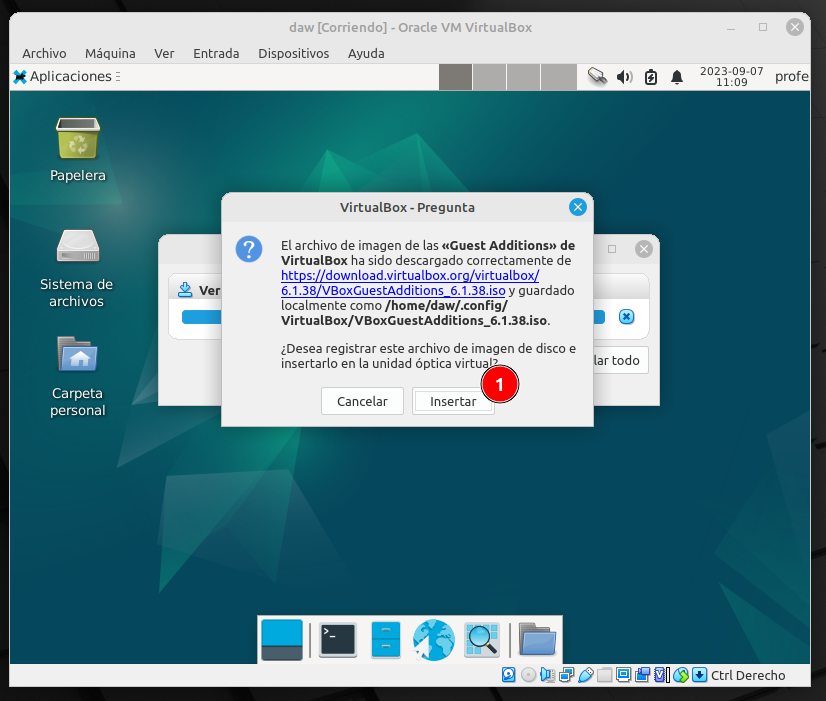 daw [Corriendo] - Oracle VM VirtualBox
Archivo Máquina Ver Entrada Dispositivos Ayuda
Aplicaciones
2023-09-07
11:09
profe
Papelera
Sistema de
archivos
Carpeta
personal
Ver
lar todo
VirtualBox - Pregunta
El archivo de imagen de las «Guest Additions» de
VirtualBox ha sido descargado correctamente de
https://download.virtualbox.org/virtualbox/
6.1.38/VBoxGuestAdditions_6.1.38.iso y guardado
localmente como /home/daw/.config/
VirtualBox/VBoxGuestAdditions_6.1.38.iso.
¿Desea registrar este archivo de imagen de disco e
insertarlo en la unidad óptica virtual?
1
Cancelar Insertar
Ctrl Derecho